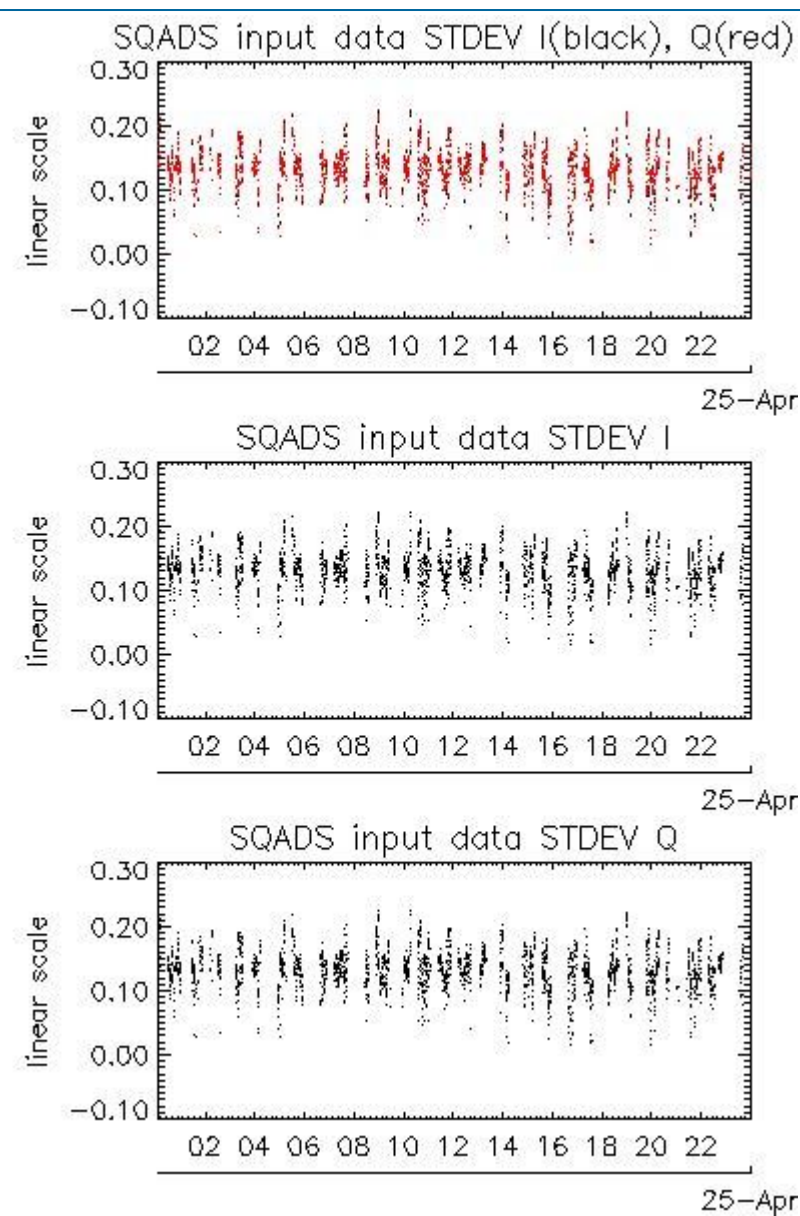 SQADS input data STDEV I(black), Q(red)
0.30
0.20
0.10
0.00
-0.10
linear scale
02 04 06 08 10 12 14 16 18 20 22
25-Apr
SQADS input data STDEV I
0.30
0.20
0.10
0.00
-0.10
linear scale
02 04 06 08 10 12 14 16 18 20 22
25-Apr
SQADS input data STDEV Q
0.30
0.20
0.10
0.00
-0.10
linear scale
02 04 06 08 10 12 14 16 18 20 22
25-Apr